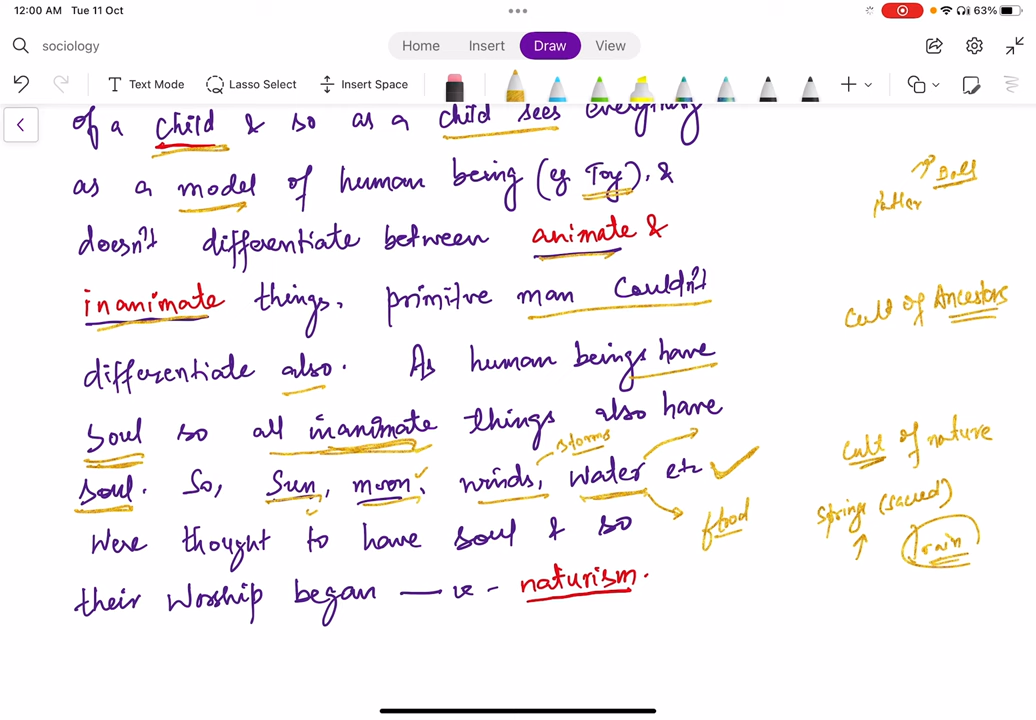 12:00 AM Tue 11 Oct
63%
sociology
Home Insert Draw View
Text Mode Lasso Select Insert Space
of a child & so as a child sees everything
as a model of human being (eg Toy), &
Doll
doesn't differentiate between animate &
inanimate things, primitive man couldn't
Cult of Ancestors
differentiate also. As human beings have
soul so all inanimate things also have
storms
Cult of nature
soul. So, Sun, moon, winds, water etc
springs (sacred)
flood
rain
were thought to have soul & so
their worship began — ie - naturism.